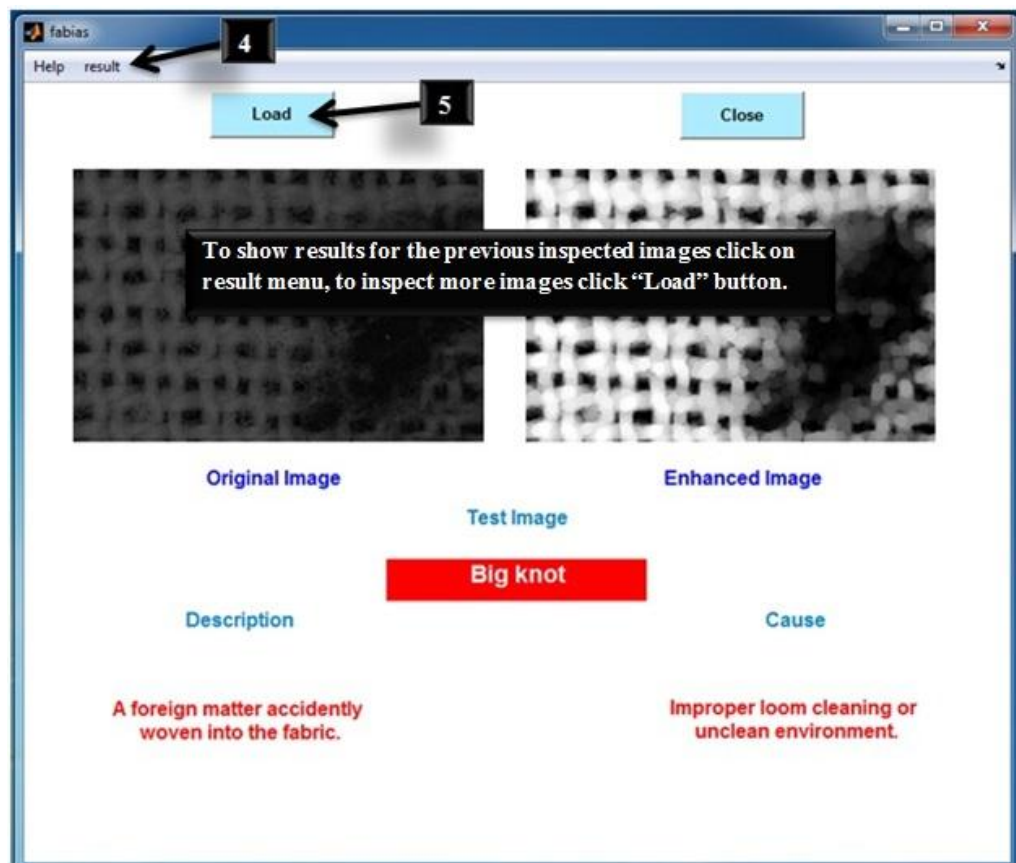 fabias
4
Help result
Load
5
Close
To show results for the previous inspected images click on
result menu, to inspect more images click “Load” button.
Original Image
Enhanced Image
Test Image
Big knot
Description
Cause
A foreign matter accidently
woven into the fabric.
Improper loom cleaning or
unclean environment.